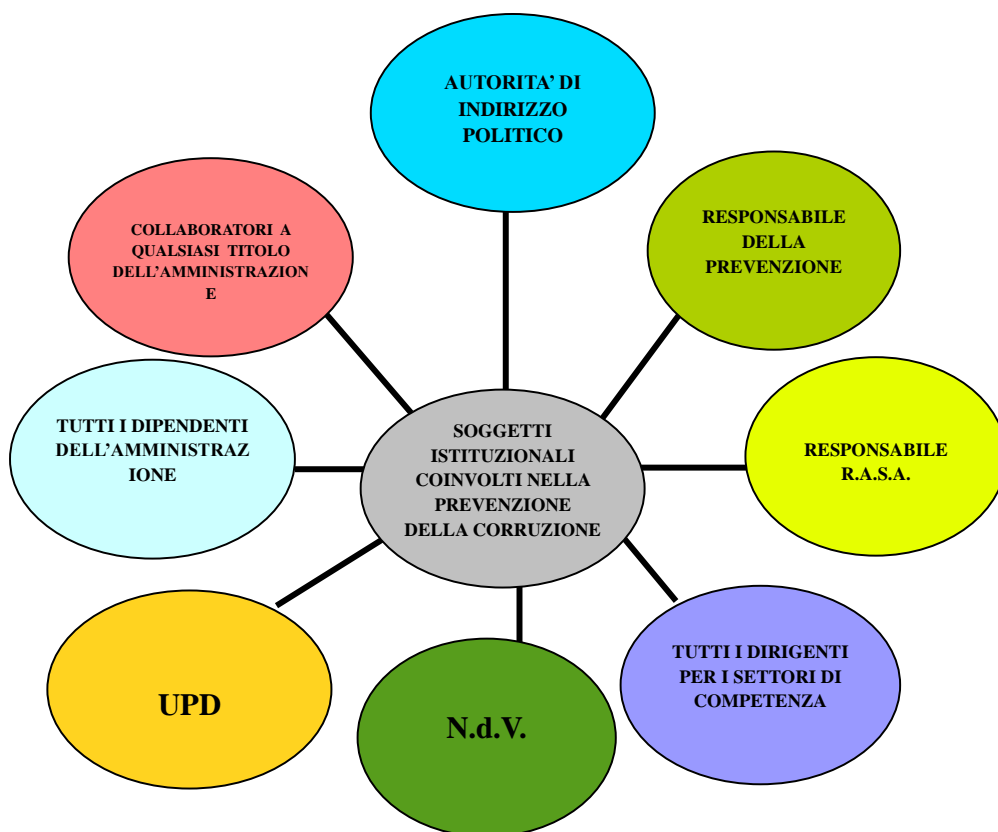 AUTORITA’ DI
INDIRIZZO
POLITICO
COLLABORATORI A
QUALSIASI TITOLO
DELL’AMMINISTRAZION
E
RESPONSABILE
DELLA
PREVENZIONE
TUTTI I DIPENDENTI
DELL’AMMINISTRAZ
IONE
SOGGETTI
ISTITUZIONALI
COINVOLTI NELLA
PREVENZIONE
DELLA CORRUZIONE
RESPONSABILE
R.A.S.A.
UPD
N.d.V.
TUTTI I DIRIGENTI
PER I SETTORI DI
COMPETENZA